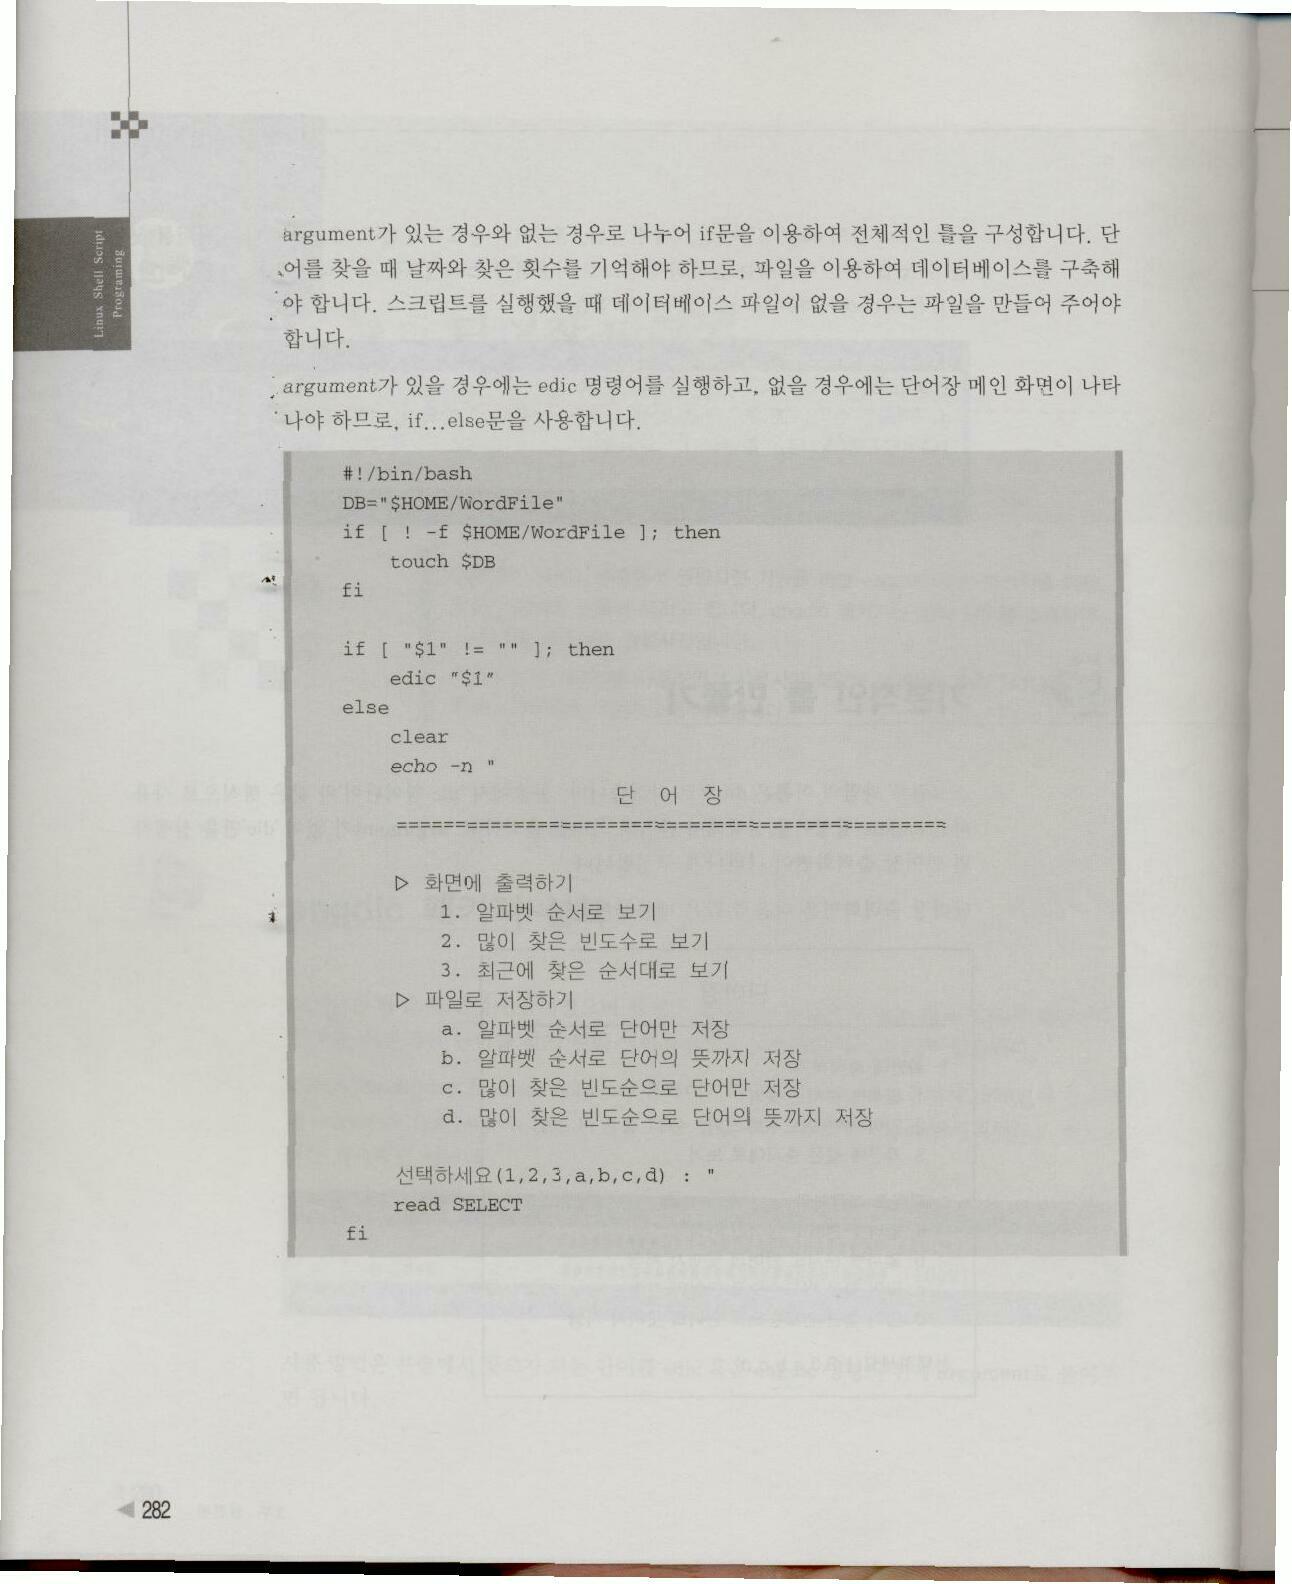 Linux Shell Script
Programing
argument가 있는 경우와 없는 경우로 나누어 if문을 이용하여 전체적인 틀을 구성합니다. 단
어를 찾을 때 날짜와 찾은 횟수를 기억해야 하므로, 파일을 이용하여 데이터베이스를 구축해
야 합니다. 스크립트를 실행했을 때 데이터베이스 파일이 없을 경우는 파일을 만들어 주어야
합니다.
argument가 있을 경우에는 edic 명령어를 실행하고, 없을 경우에는 단어장 메인 화면이 나타
나야 하므로, if...else문을 사용합니다.
#!/bin/bash
DB="$HOME/WordFile"
if [ ! -f $HOME/WordFile ]; then
touch $DB
fi
if [ "$1" != "" ]; then
edic "$1"
else
clear
echo -n "
단 어 장
===============================================
▷ 화면에 출력하기
1. 알파벳 순서로 보기
2. 많이 찾은 빈도수로 보기
3. 최근에 찾은 순서대로 보기
▷ 파일로 저장하기
a. 알파벳 순서로 단어만 저장
b. 알파벳 순서로 단어의 뜻까지 저장
c. 많이 찾은 빈도순으로 단어만 저장
d. 많이 찾은 빈도순으로 단어의 뜻까지 저장
선택하세요(1,2,3,a,b,c,d) : "
read SELECT
fi
◀ 282